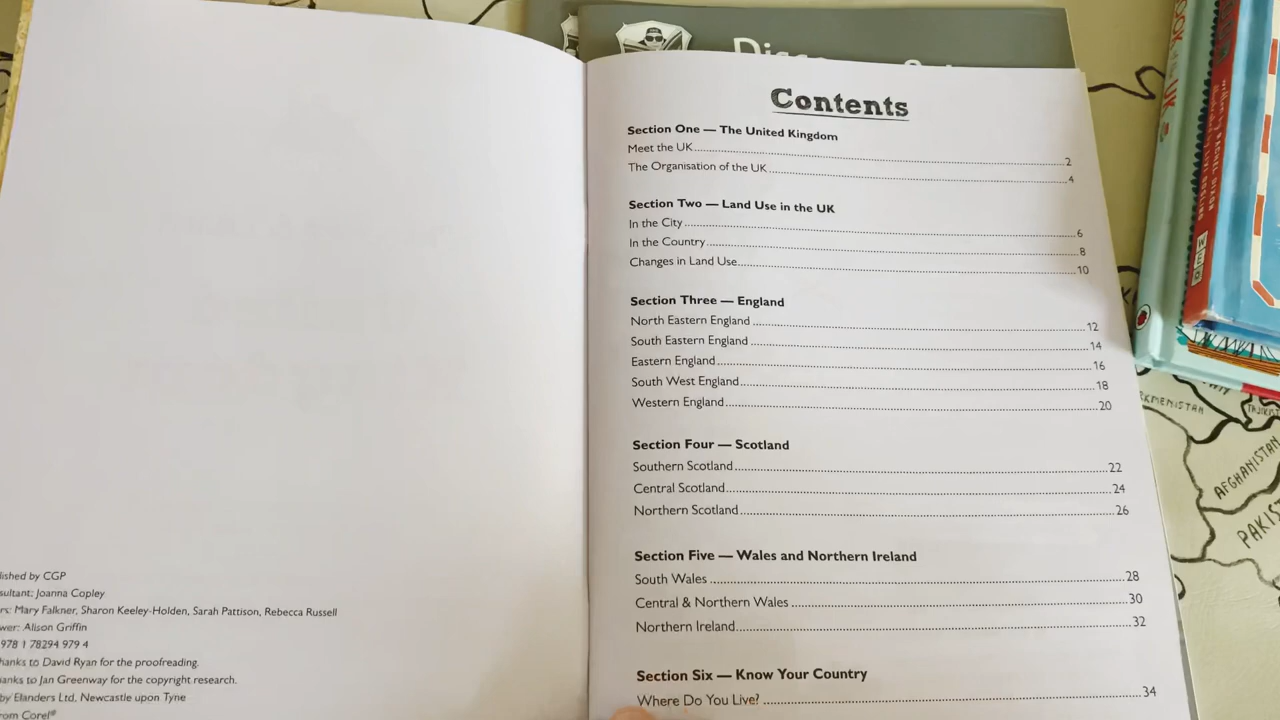 lished by CGP
sultant: Joanna Copley
rs: Mary Falkner, Sharon Keeley-Holden, Sarah Pattison, Rebecca Russell
wer: Alison Griffin
978 1 78294 979 4
hanks to David Ryan for the proofreading.
anks to Jan Greenway for the copyright research.
by Elanders Ltd, Newcastle upon Tyne
rom Corel®
Contents
Section One — The United Kingdom
Meet the UK 2
The Organisation of the UK 4
Section Two — Land Use in the UK
In the City 6
In the Country 8
Changes in Land Use 10
Section Three — England
North Eastern England 12
South Eastern England 14
Eastern England 16
South West England 18
Western England 20
Section Four — Scotland
Southern Scotland 22
Central Scotland 24
Northern Scotland 26
Section Five — Wales and Northern Ireland
South Wales 28
Central & Northern Wales 30
Northern Ireland 32
Section Six — Know Your Country
Where Do You Live? 34
UK
AFGHANISTAN
PAKIS